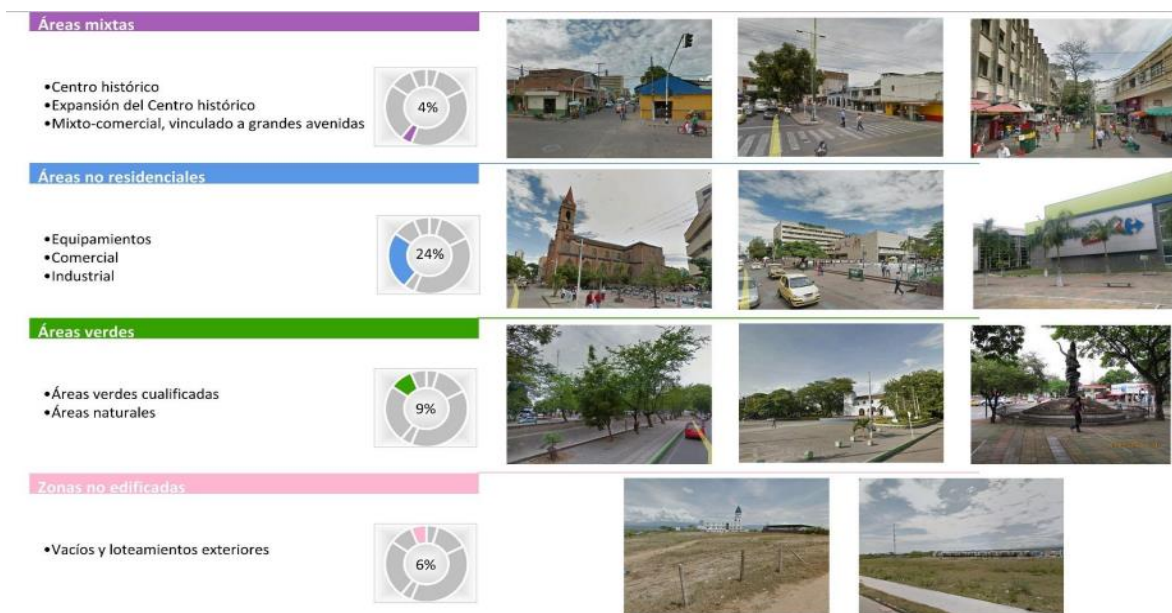 Áreas mixtas
•Centro histórico
•Expansión del Centro histórico
•Mixto-comercial, vinculado a grandes avenidas
4%
Áreas no residenciales
•Equipamientos
•Comercial
•Industrial
24%
Áreas verdes
•Áreas verdes cualificadas
•Áreas naturales
9%
Zonas no edificadas
•Vacíos y loteamientos exteriores
6%